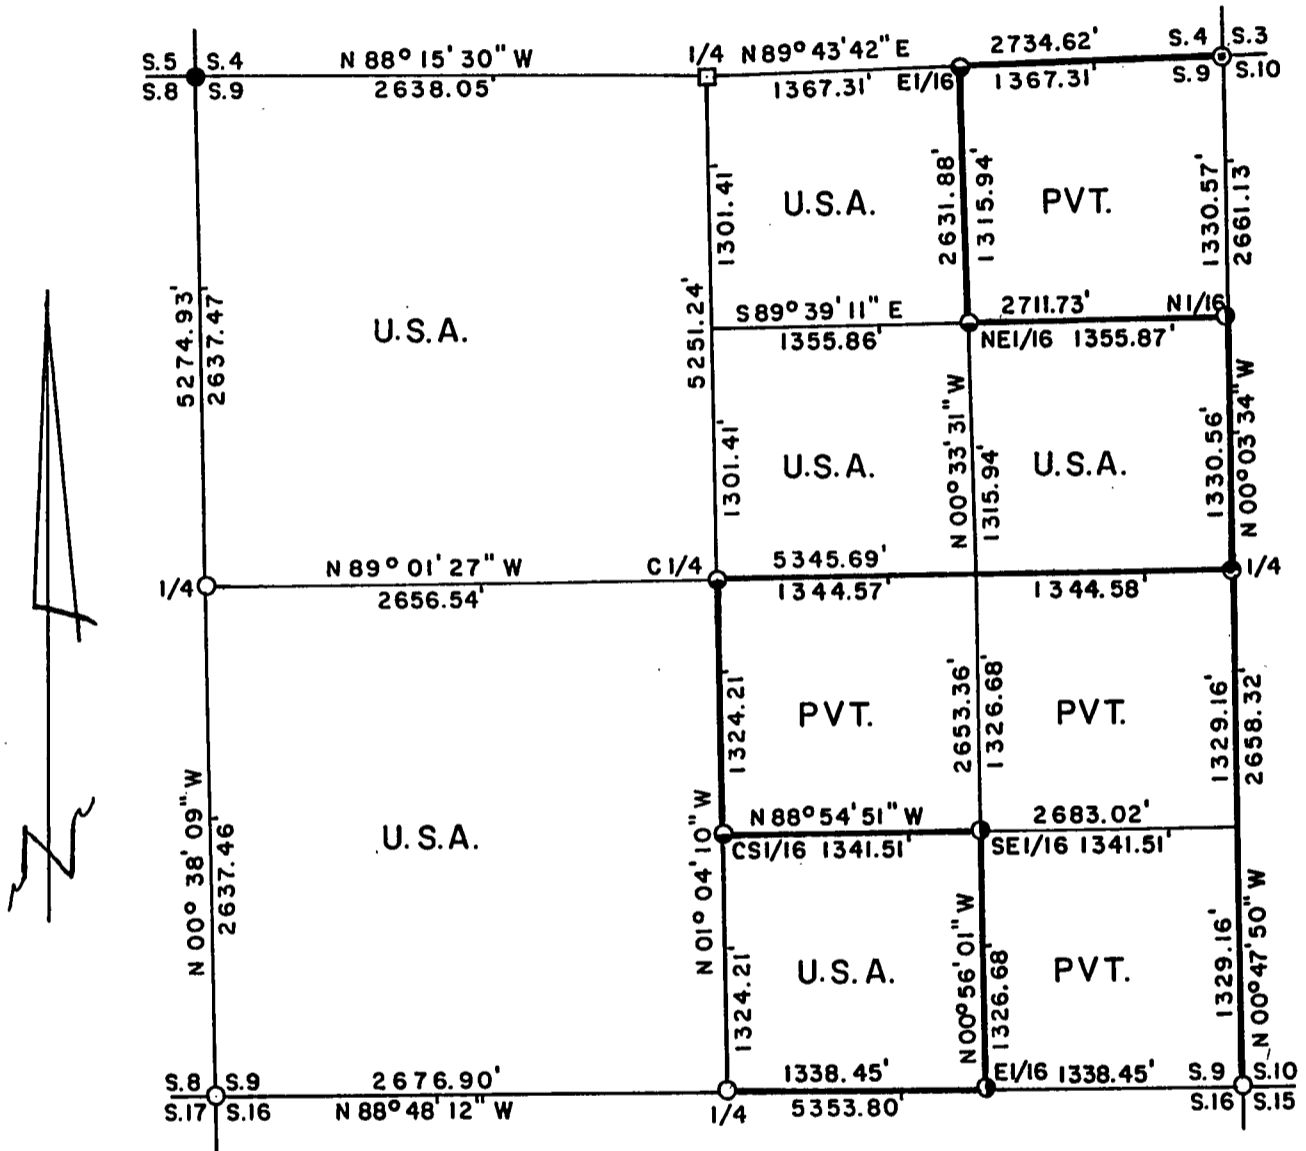 S.5 S.4
S.8 S.9
N 88° 15' 30" W
2638.05'
1/4
N 89° 43' 42" E
1367.31'
E1/16
2734.62'
1367.31'
S.4 S.3
S.9 S.10
5274.93'
2637.47'
U.S.A.
1301.41'
5251.24'
U.S.A.
2631.88'
1315.94'
PVT.
1330.57'
2661.13'
S 89° 39' 11" E
1355.86'
2711.73'
N1/16
NE1/16 1355.87'
1301.41'
U.S.A.
N 00° 33' 31" W
1315.94'
U.S.A.
1330.56'
N 00° 03' 34" W
1/4
N 89° 01' 27" W
2656.54'
C 1/4
5345.69'
1344.57'
1344.58'
1/4
N 00° 38' 09" W
2637.46'
U.S.A.
1324.21'
PVT.
2653.36'
1326.68'
PVT.
1329.16'
2658.32'
N 01° 04' 10" W
N 88° 54' 51" W
CS1/16 1341.51'
2683.02'
SE1/16 1341.51'
1324.21'
U.S.A.
N 00° 56' 01" W
1326.68'
PVT.
1329.16'
N 00° 47' 50" W
N
S.8 S.9
S.17 S.16
2676.90'
N 88° 48' 12" W
1/4
1338.45'
5353.80'
E1/16 1338.45'
S.9 S.10
S.16 S.15